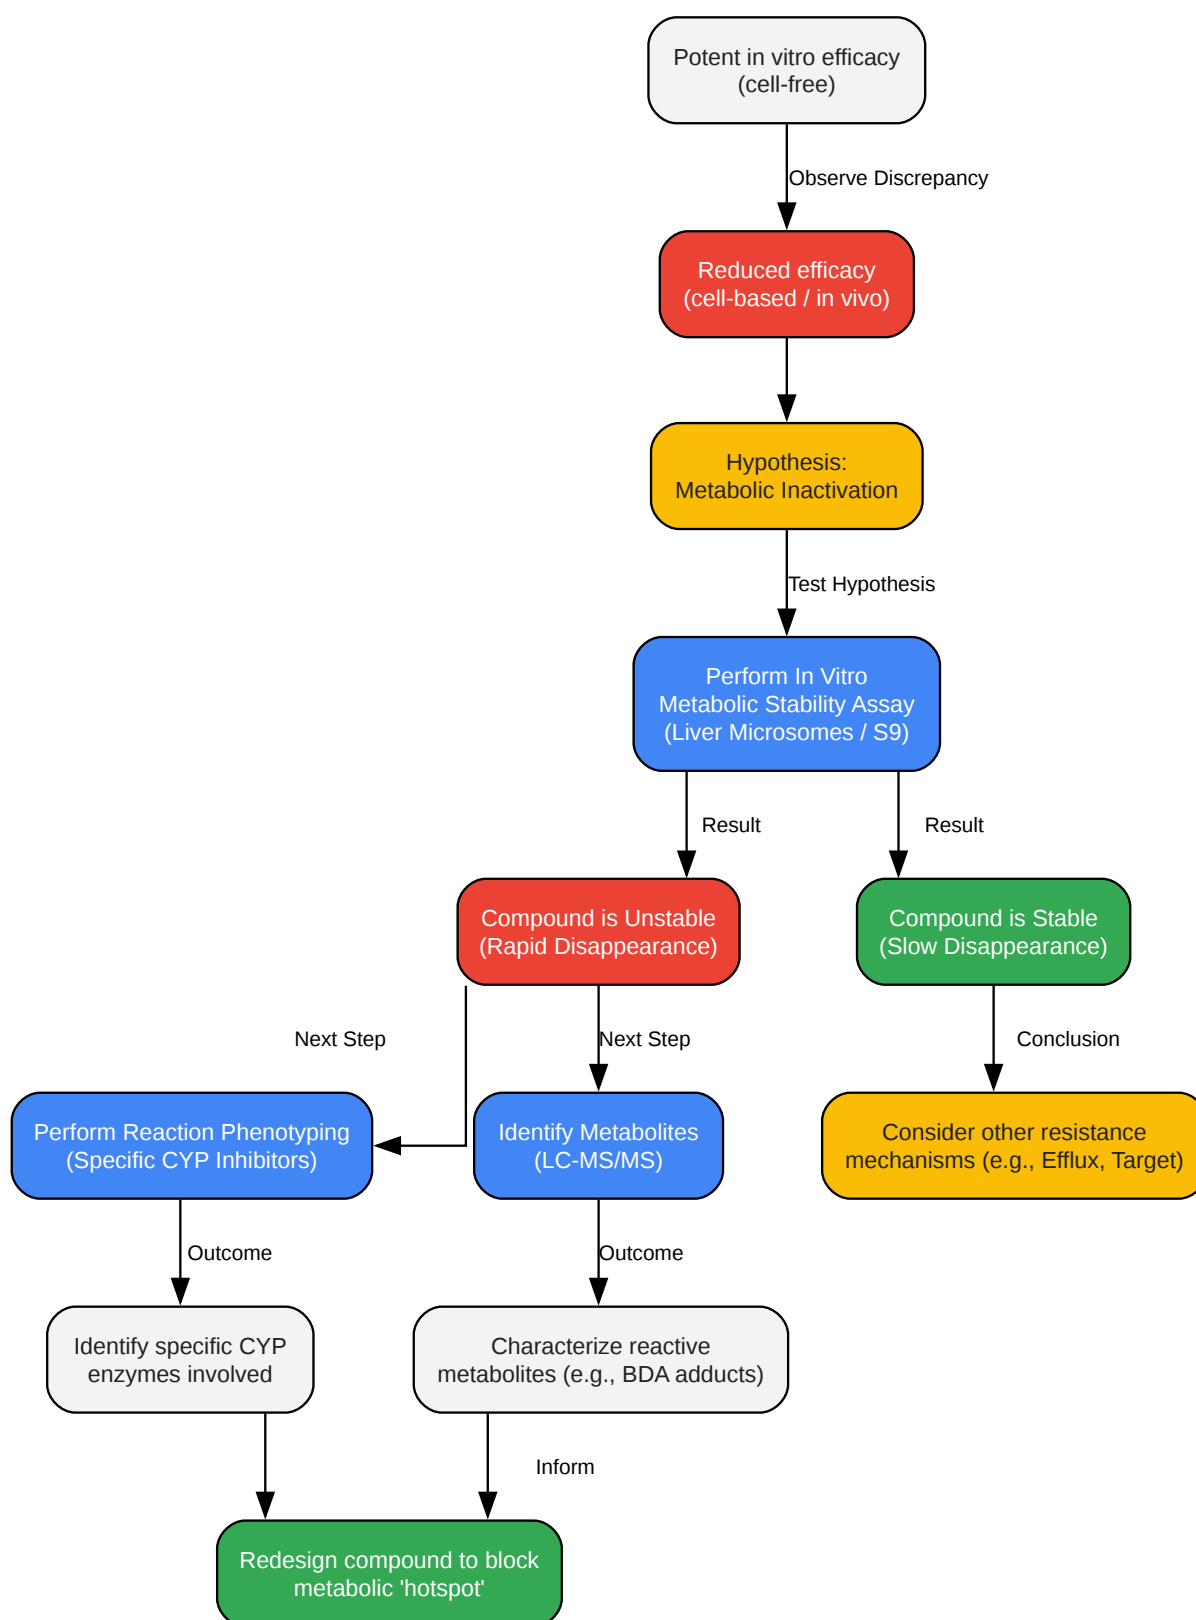 Potent in vitro efficacy
(cell-free)
Observe Discrepancy
Reduced efficacy
(cell-based / in vivo)
Hypothesis:
Metabolic Inactivation
Test Hypothesis
Perform In Vitro
Metabolic Stability Assay
(Liver Microsomes / S9)
Result
Result
Compound is Unstable
(Rapid Disappearance)
Compound is Stable
(Slow Disappearance)
Next Step
Next Step
Conclusion
Perform Reaction Phenotyping
(Specific CYP Inhibitors)
Identify Metabolites
(LC-MS/MS)
Consider other resistance
mechanisms (e.g., Efflux, Target)
Outcome
Outcome
Identify specific CYP
enzymes involved
Characterize reactive
metabolites (e.g., BDA adducts)
Inform
Redesign compound to block
metabolic 'hotspot'